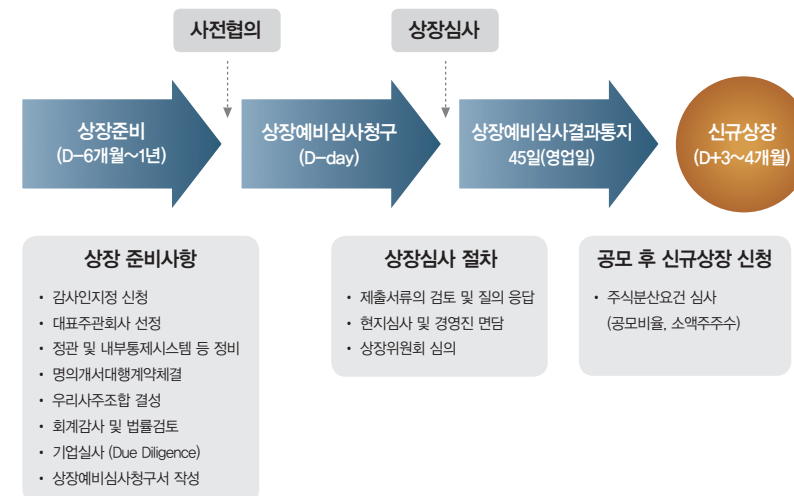 사전협의
상장심사
상장준비
(D-6개월~1년)
상장예비심사청구
(D-day)
상장예비심사결과통지
45일(영업일)
신규상장
(D+3~4개월)
상장 준비사항
• 감사인지정 신청
• 대표주관회사 선정
• 정관 및 내부통제시스템 등 정비
• 명의개서대행계약체결
• 우리사주조합 결성
• 회계감사 및 법률검토
• 기업실사 (Due Diligence)
• 상장예비심사청구서 작성
상장심사 절차
• 제출서류의 검토 및 질의 응답
• 현지심사 및 경영진 면담
• 상장위원회 심의
공모 후 신규상장 신청
• 주식분산요건 심사
(공모비율, 소액주주수)